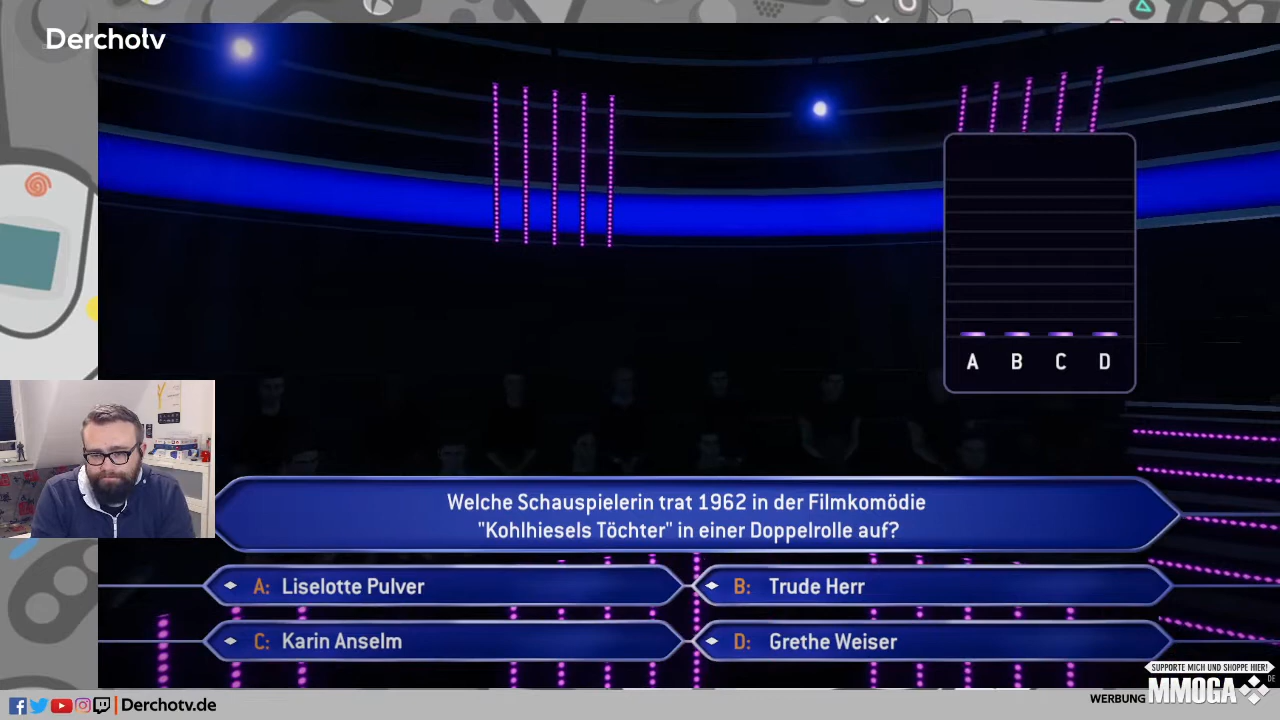 Derchotv
A B C D
Welche Schauspielerin trat 1962 in der Filmkomödie
"Kohlhiesels Töchter" in einer Doppelrolle auf?
A: Liselotte Pulver
B: Trude Herr
C: Karin Anselm
D: Grethe Weiser
SUPPORTE MICH UND SHOPPE HIER!
WERBUNG MMOGA.DE
Derchotv.de